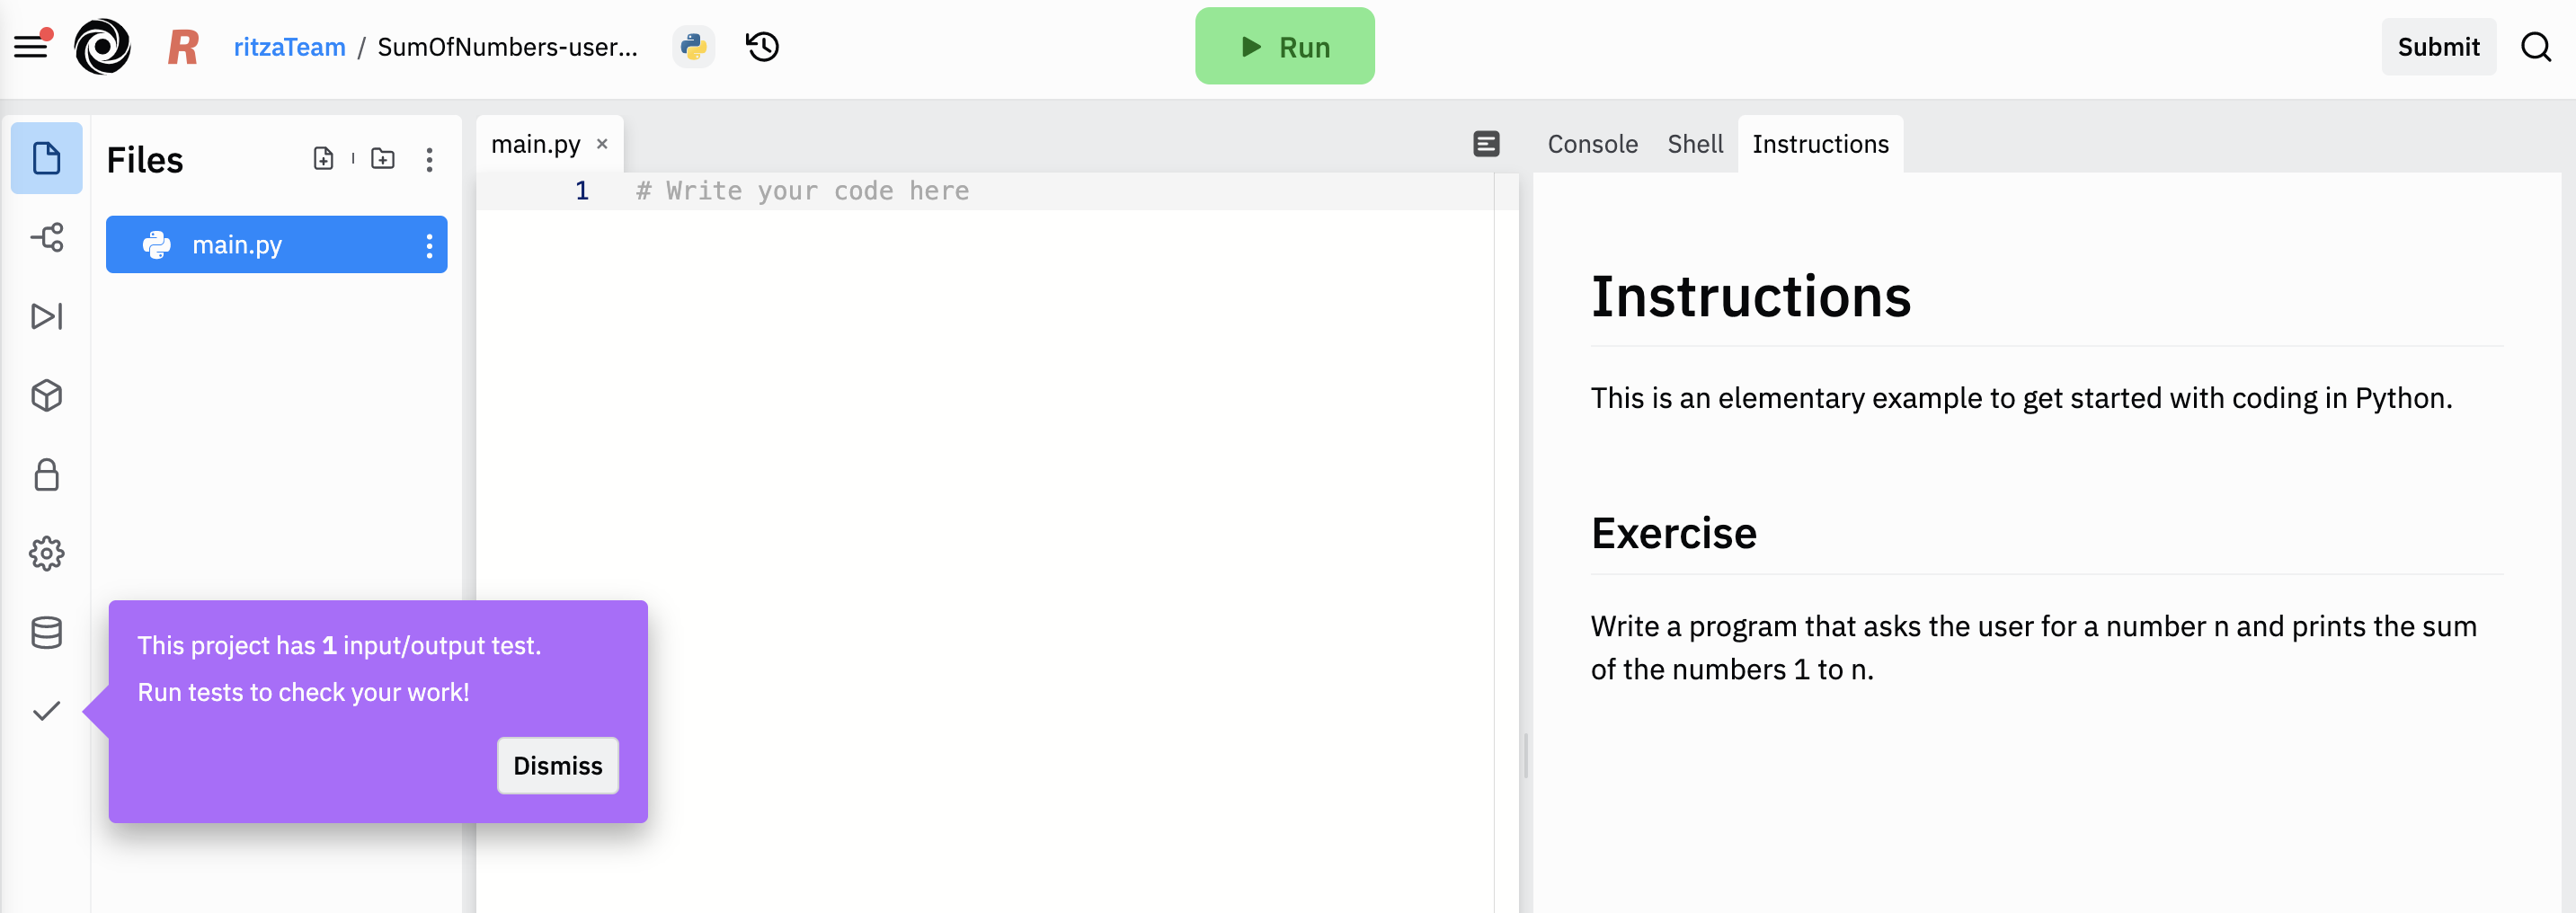 R ritzaTeam / SumOfNumbers-user...
Run
Submit
Files
main.py
main.py ×
1 # Write your code here
Console Shell Instructions
Instructions
This is an elementary example to get started with coding in Python.
Exercise
Write a program that asks the user for a number n and prints the sum
of the numbers 1 to n.
This project has 1 input/output test.
Run tests to check your work!
Dismiss